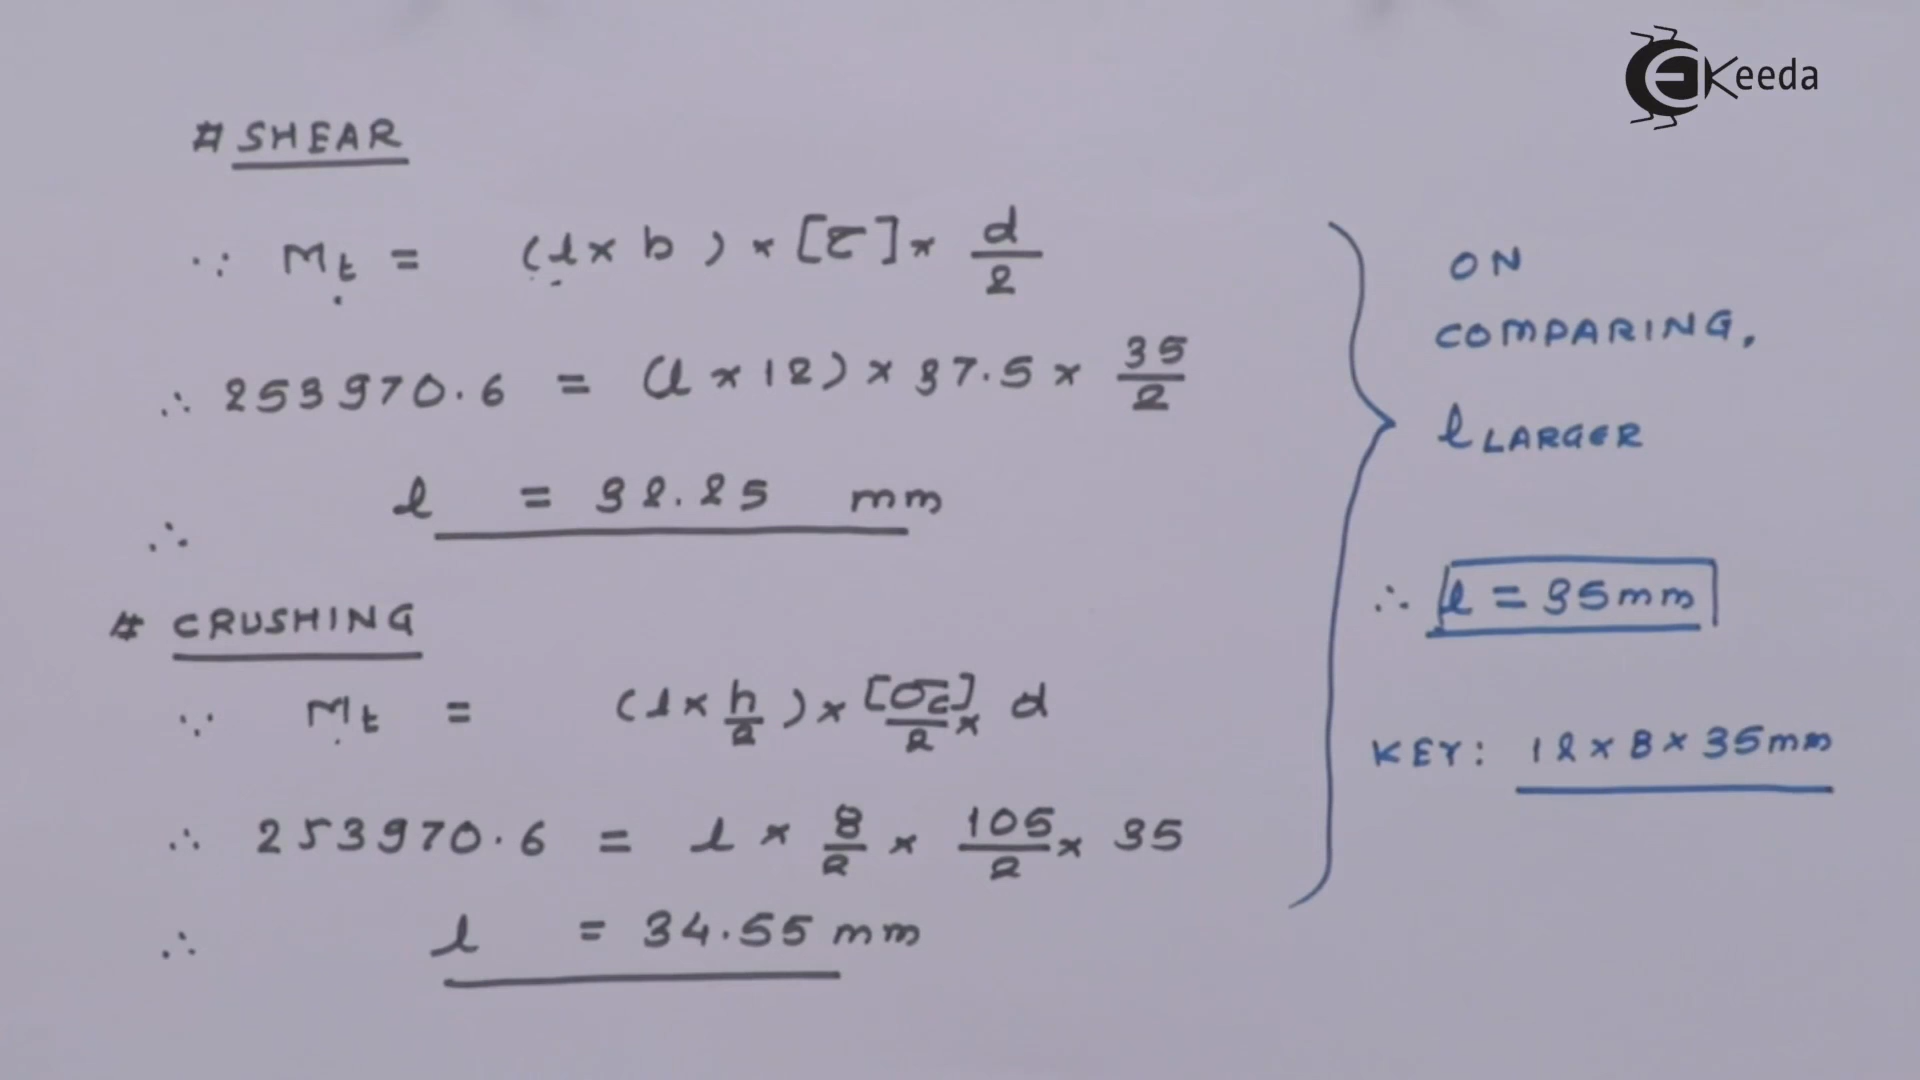 EKeeda
# SHEAR
∵ Mt = (l × b) × [τ] × d/2
∴ 253970.6 = (l × 12) × 37.5 × 35/2
∴ l = 32.25 mm
# CRUSHING
∵ Mt = (l × h/2) × [σc]/2 × d
∴ 253970.6 = l × 8/2 × 105/2 × 35
∴ l = 34.55 mm
ON
COMPARING,
l LARGER
∴ l = 35mm
KEY: 12 × 8 × 35mm